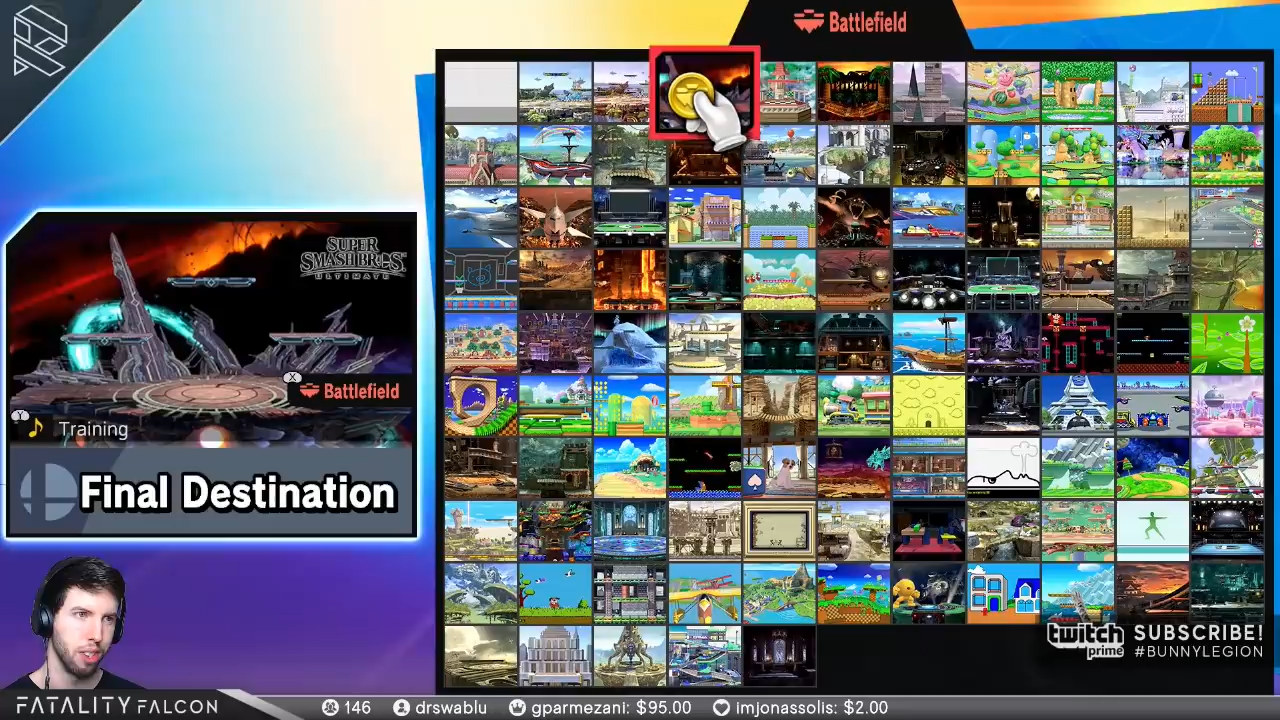 Battlefield
SUPER
SMASH BROS.
ULTIMATE
X
Battlefield
Y
Training
Final Destination
twitch
prime
SUBSCRIBE!
#BUNNYLEGION
FATALITY FALCON
146
drswablu
gparmezani: $95.00
imjonassolis: $2.00